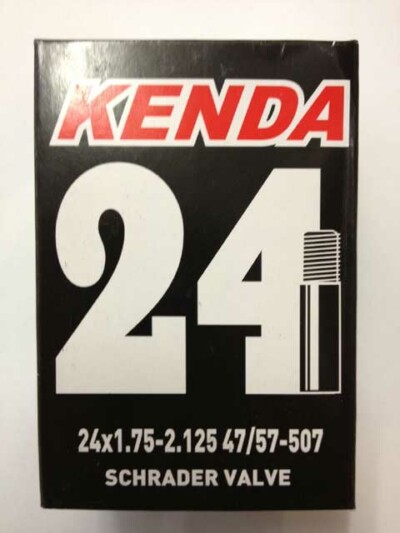 KENDA
24
24x1.75-2.125 47/57-507
SCHRADER VALVE